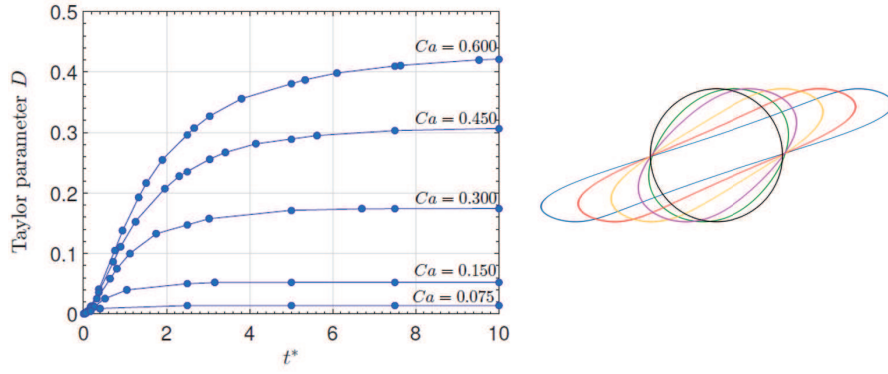 0.5
0.4
0.3
0.2
0.1
0
Taylor parameter D
Ca = 0.600
Ca = 0.450
Ca = 0.300
Ca = 0.150
Ca = 0.075
0 2 4 6 8 10
t*